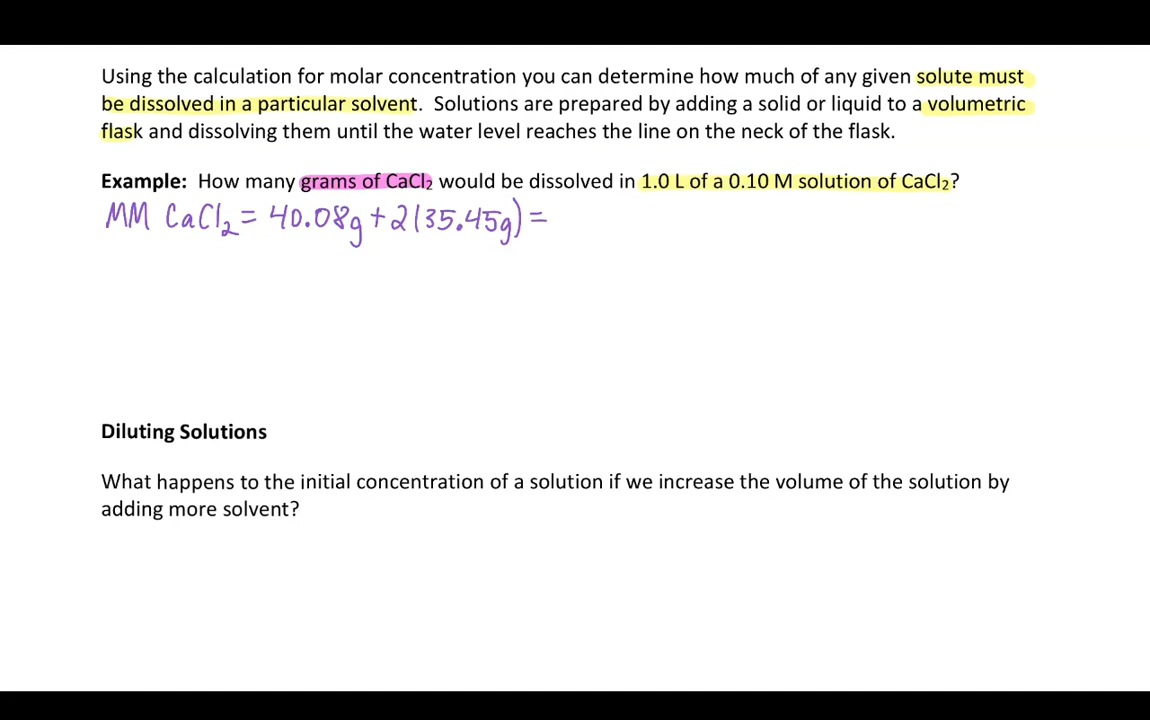 Using the calculation for molar concentration you can determine how much of any given solute must
be dissolved in a particular solvent. Solutions are prepared by adding a solid or liquid to a volumetric
flask and dissolving them until the water level reaches the line on the neck of the flask.
Example: How many grams of CaCl₂ would be dissolved in 1.0 L of a 0.10 M solution of CaCl₂?
MM CaCl₂ = 40.08g + 2(35.45g) =
Diluting Solutions
What happens to the initial concentration of a solution if we increase the volume of the solution by
adding more solvent?